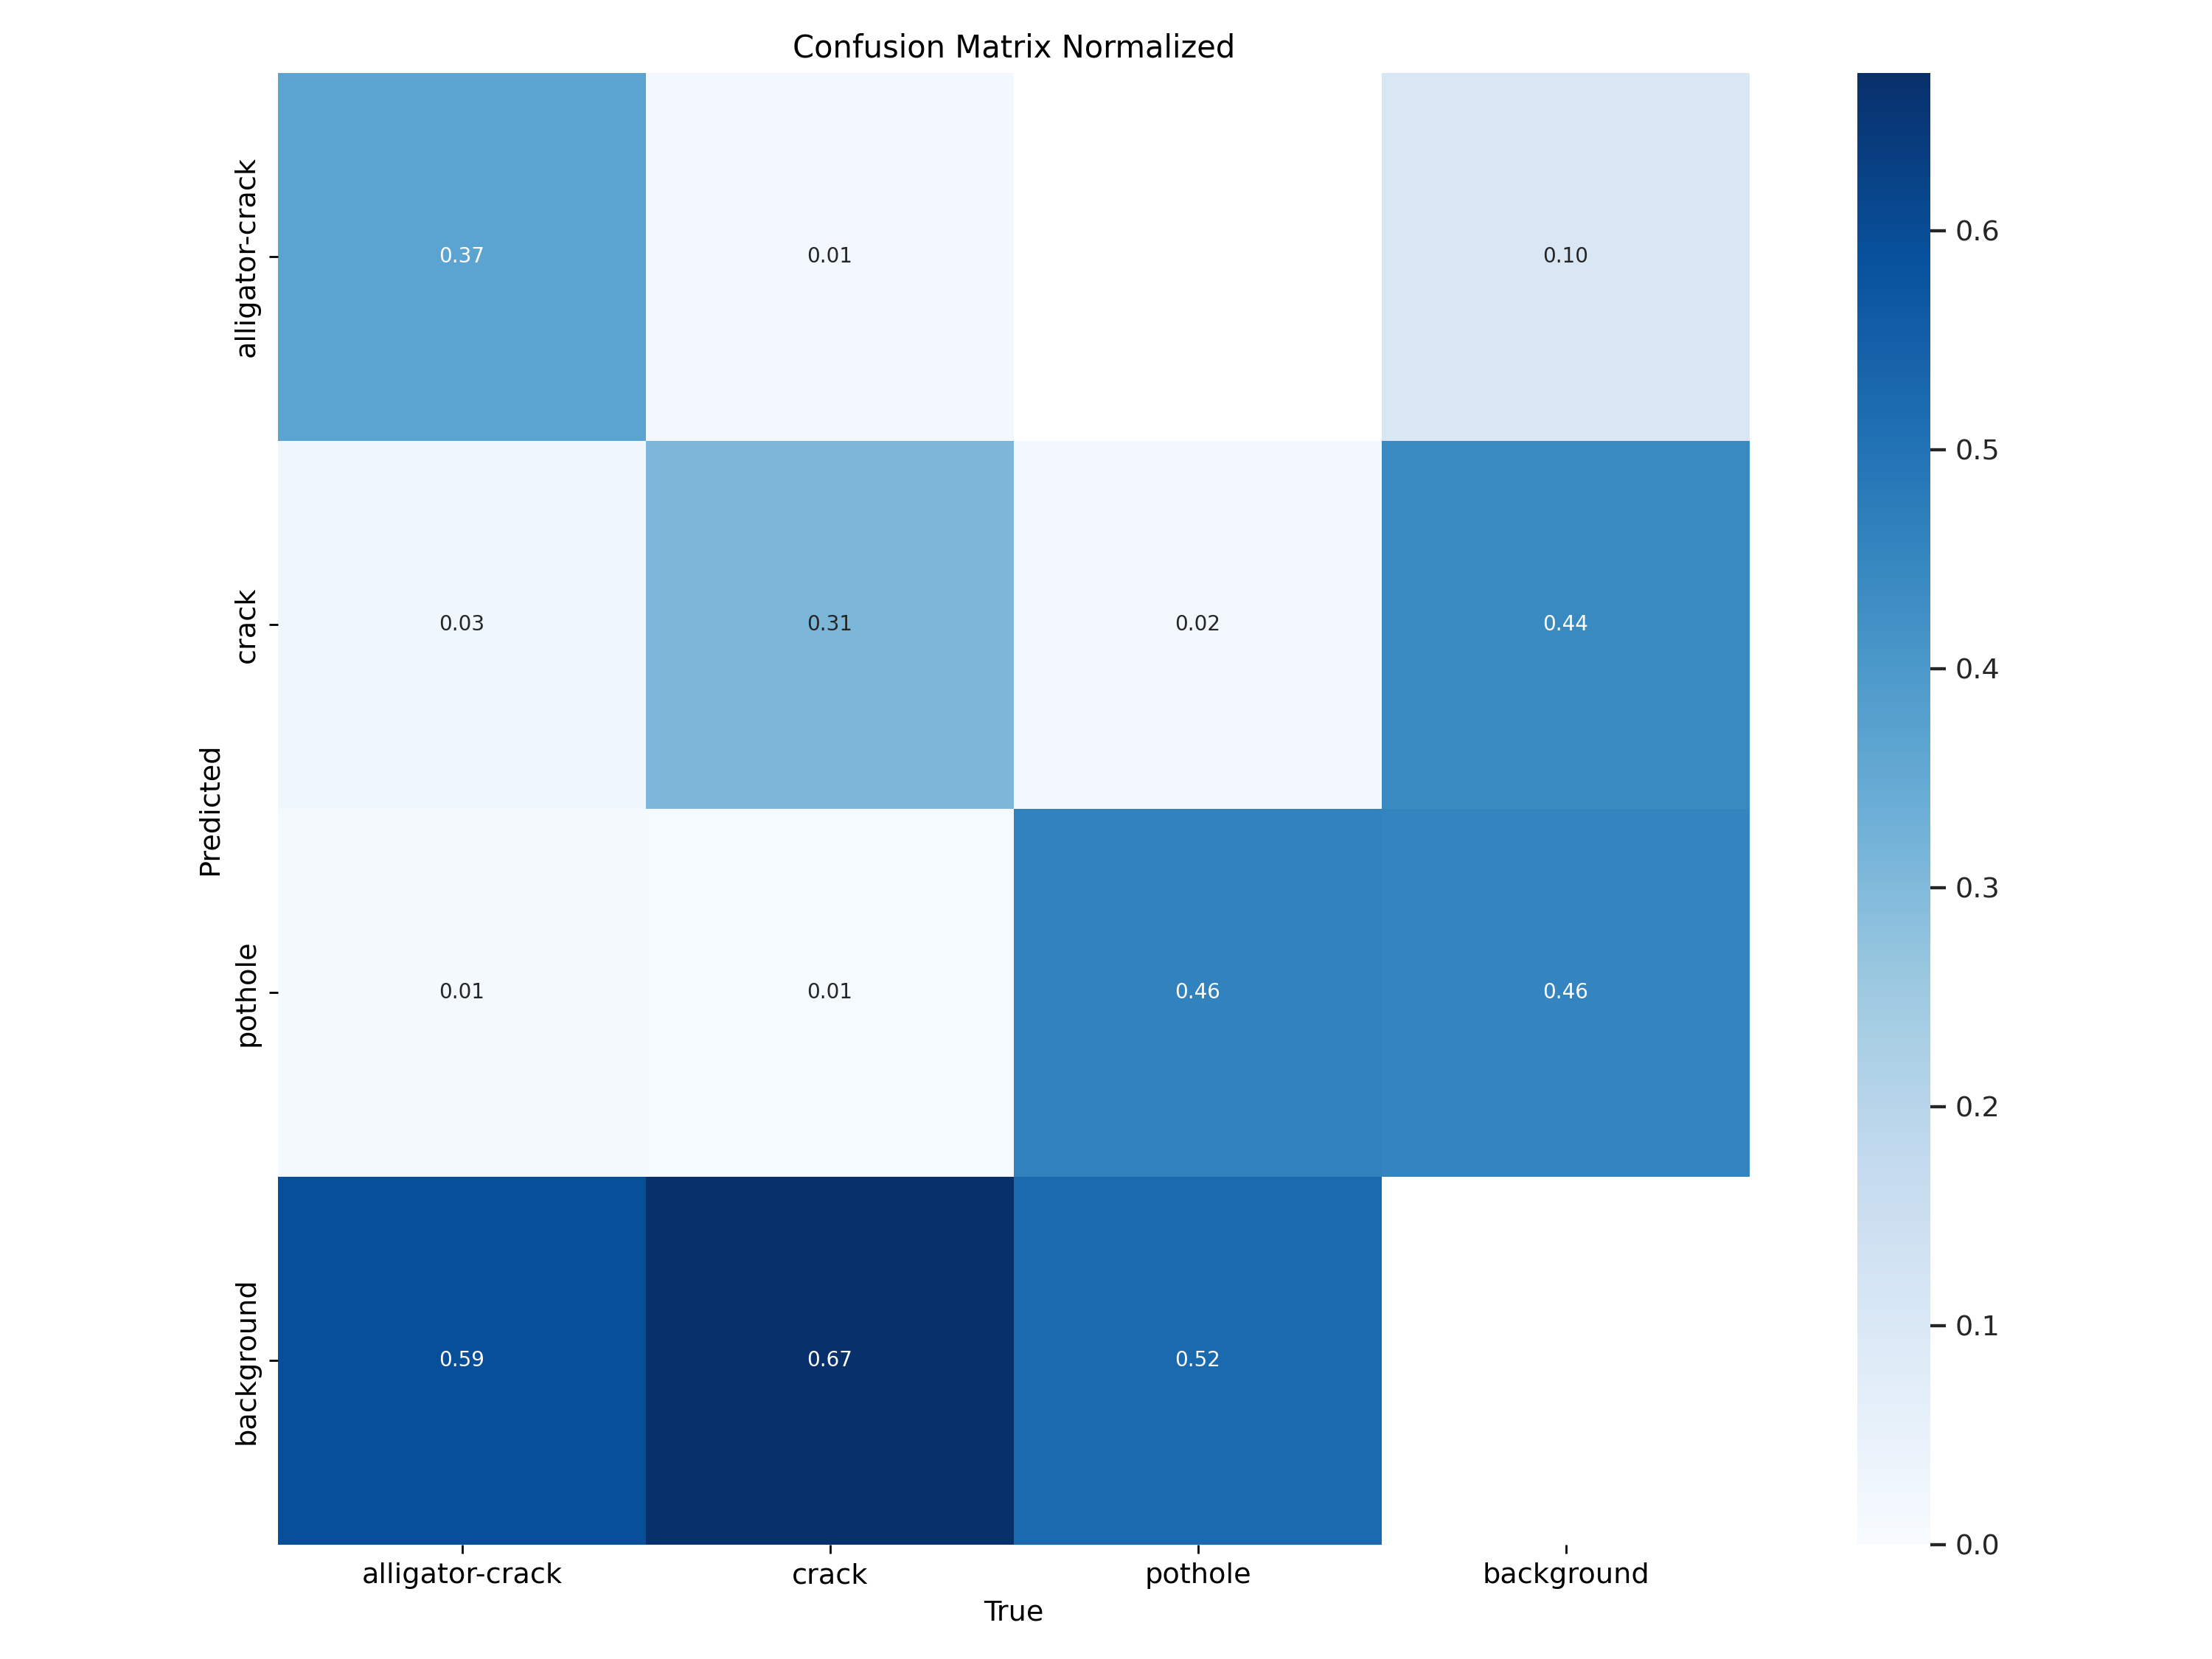 Confusion Matrix Normalized
Predicted
alligator-crack
0.37
0.01
0.10
crack
0.03
0.31
0.02
0.44
pothole
0.01
0.01
0.46
0.46
background
0.59
0.67
0.52
alligator-crack
crack
pothole
background
True
0.6
0.5
0.4
0.3
0.2
0.1
0.0